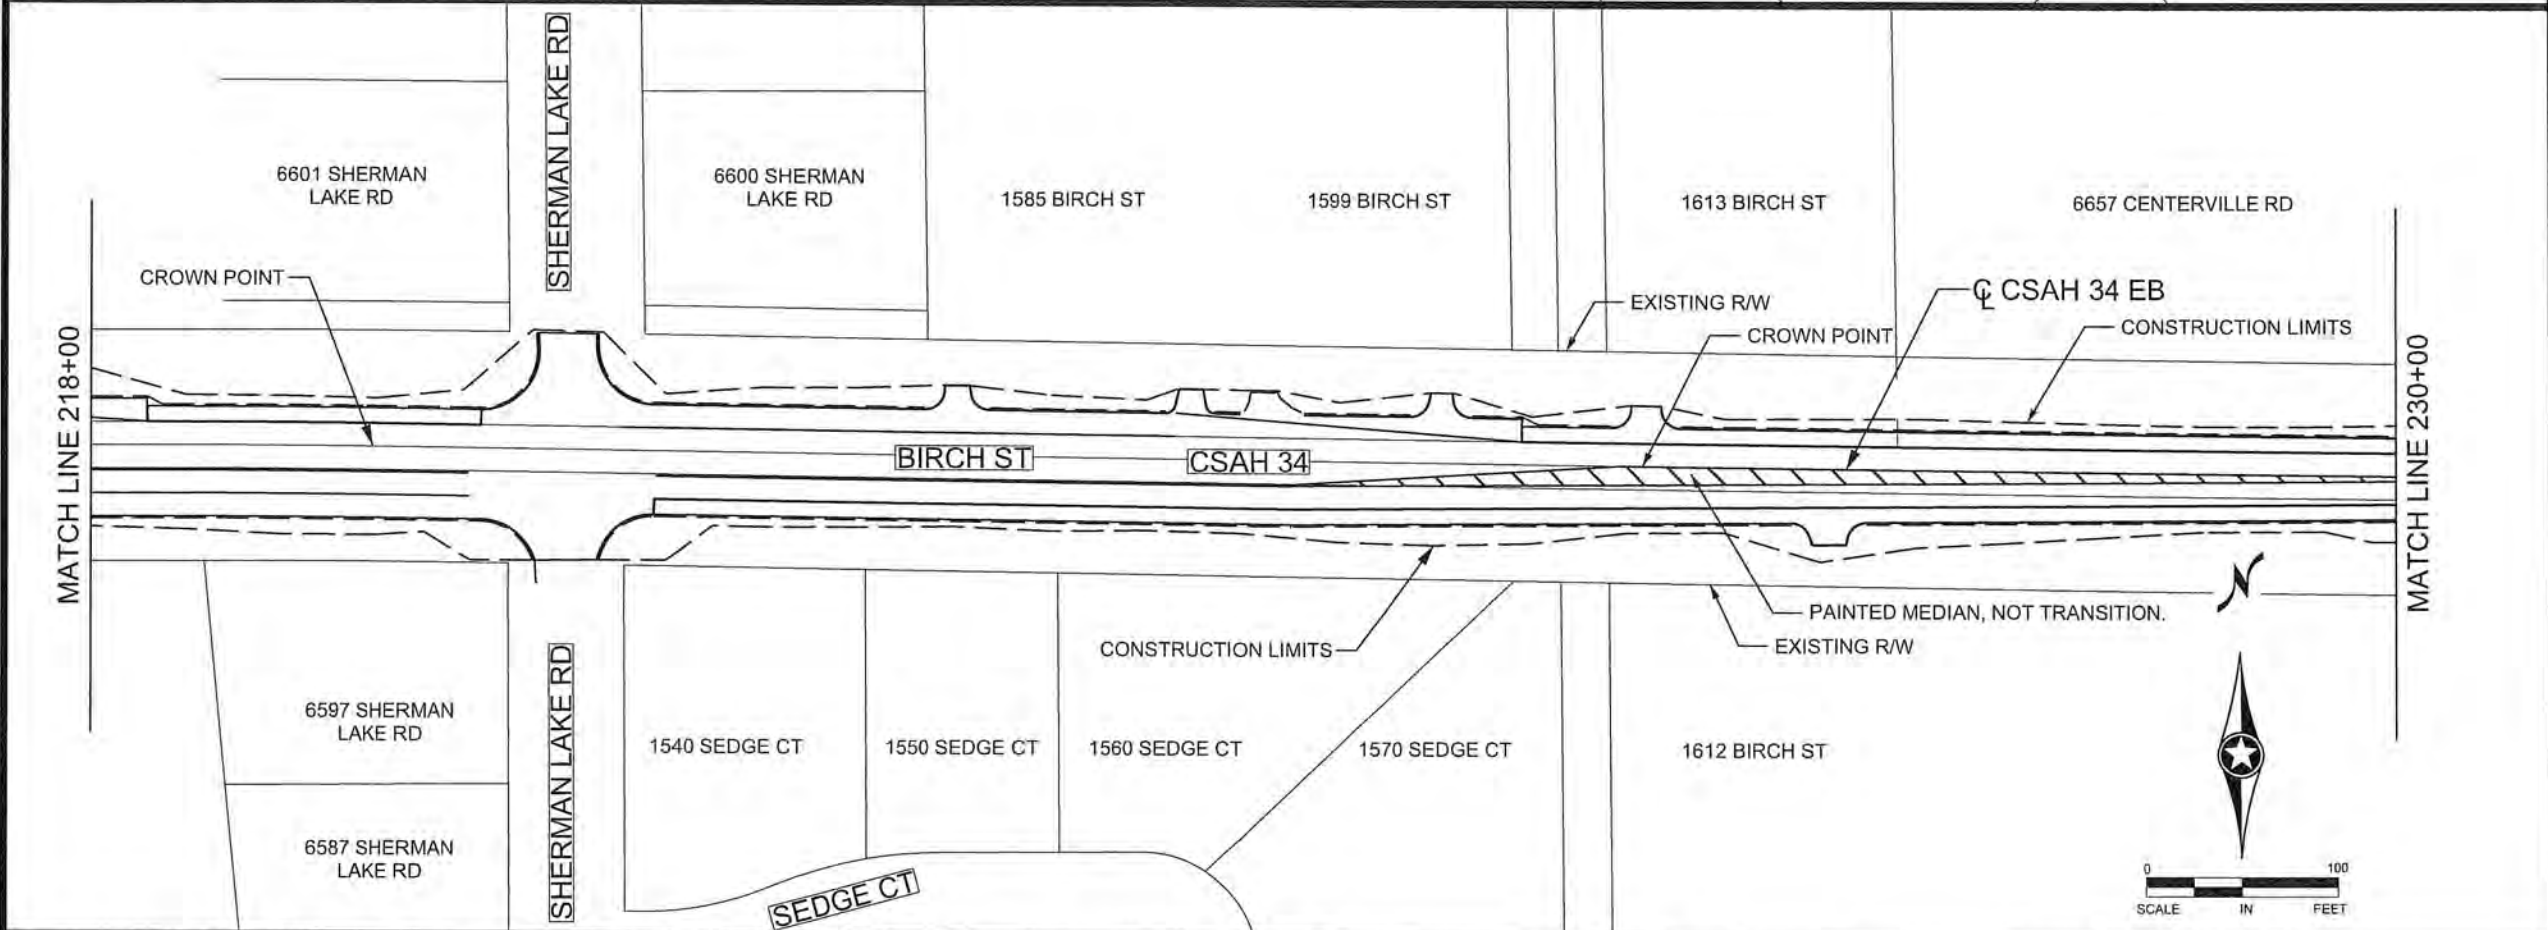 SHERMAN LAKE RD
6601 SHERMAN
LAKE RD
6600 SHERMAN
LAKE RD
1585 BIRCH ST
1599 BIRCH ST
1613 BIRCH ST
6657 CENTERVILLE RD
CROWN POINT
EXISTING R/W
CROWN POINT
℄ CSAH 34 EB
CONSTRUCTION LIMITS
MATCH LINE 218+00
BIRCH ST
CSAH 34
MATCH LINE 230+00
N
PAINTED MEDIAN, NOT TRANSITION.
CONSTRUCTION LIMITS
EXISTING R/W
SHERMAN LAKE RD
6597 SHERMAN
LAKE RD
1540 SEDGE CT
1550 SEDGE CT
1560 SEDGE CT
1570 SEDGE CT
1612 BIRCH ST
6587 SHERMAN
LAKE RD
SEDGE CT
0 100
SCALE IN FEET